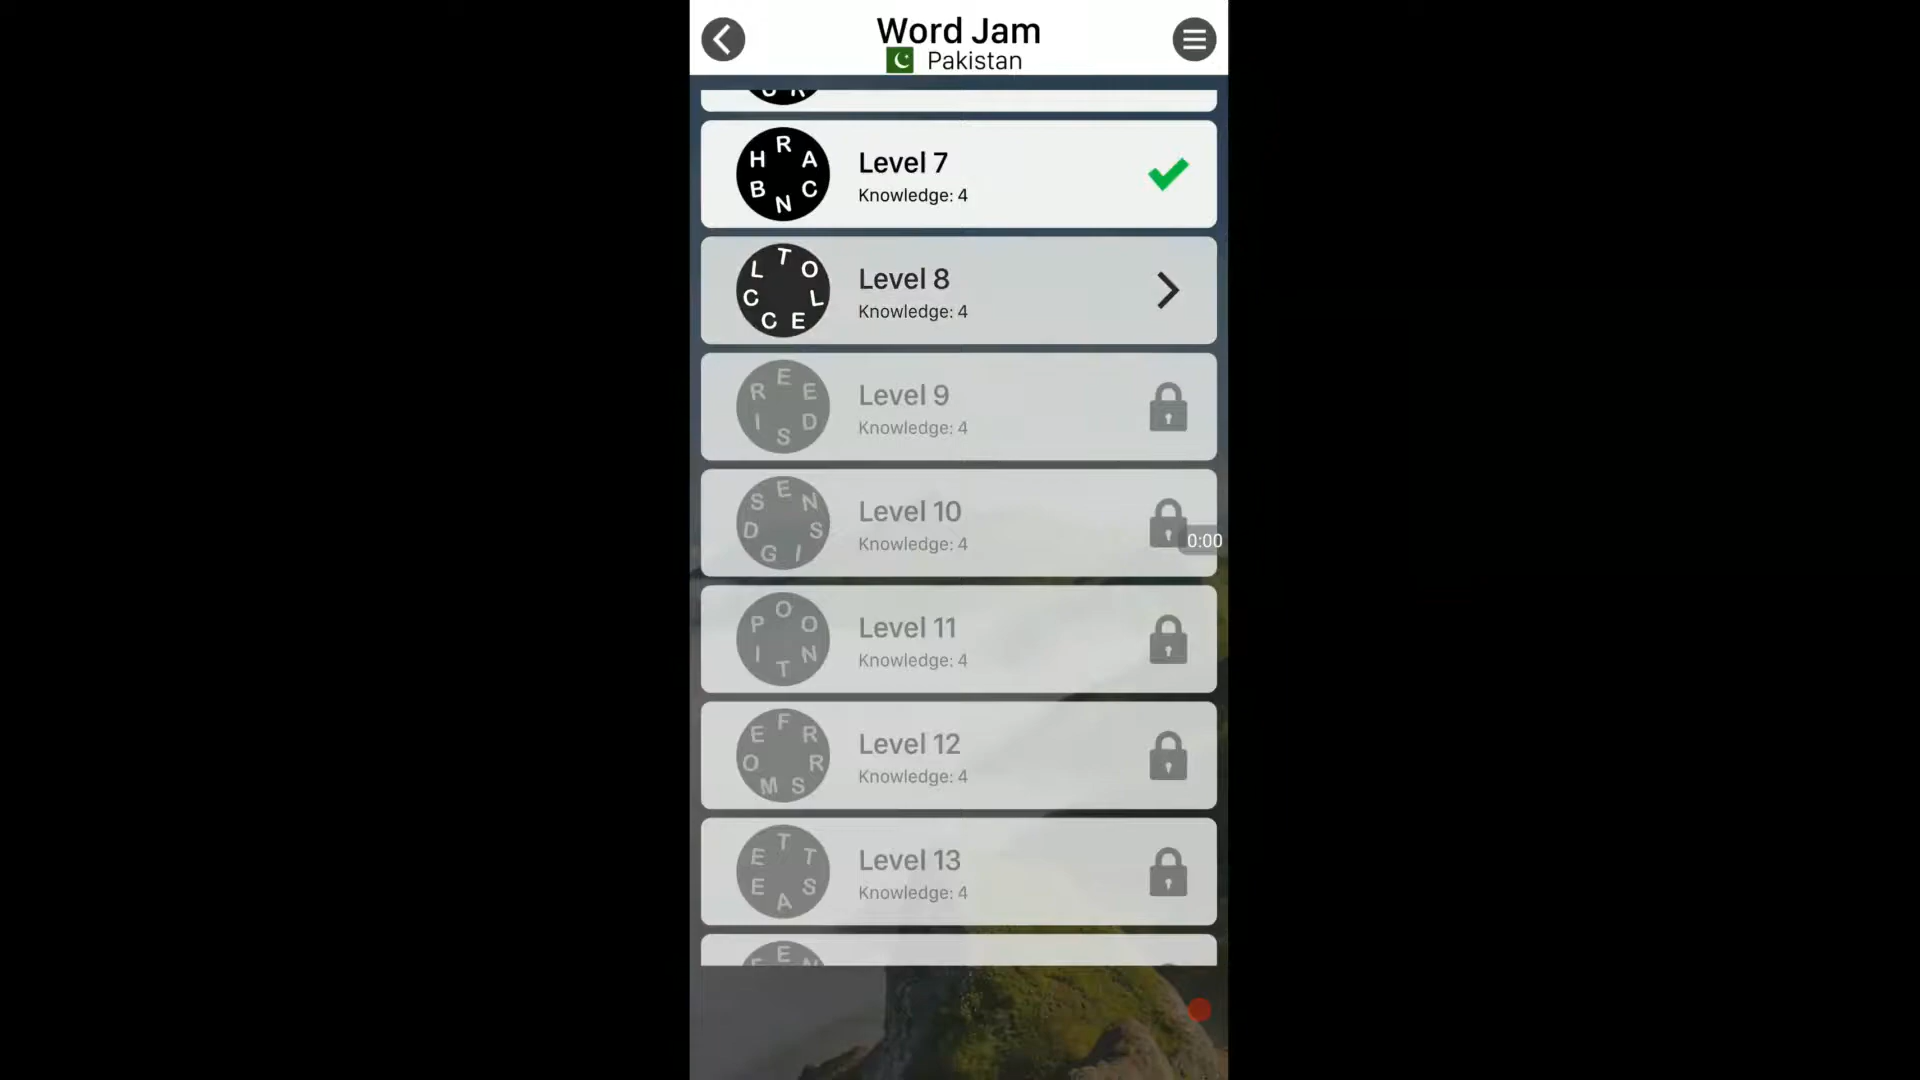 Word Jam
Pakistan
R
H A
B C
N
Level 7
Knowledge: 4
T
L O
C L
C E
Level 8
Knowledge: 4
E
R E
I D
S
Level 9
Knowledge: 4
E
S N
D S
G I
Level 10
Knowledge: 4
0:00
O
P O
I N
T
Level 11
Knowledge: 4
F
E R
O R
M S
Level 12
Knowledge: 4
T
E T
E S
A
Level 13
Knowledge: 4
E